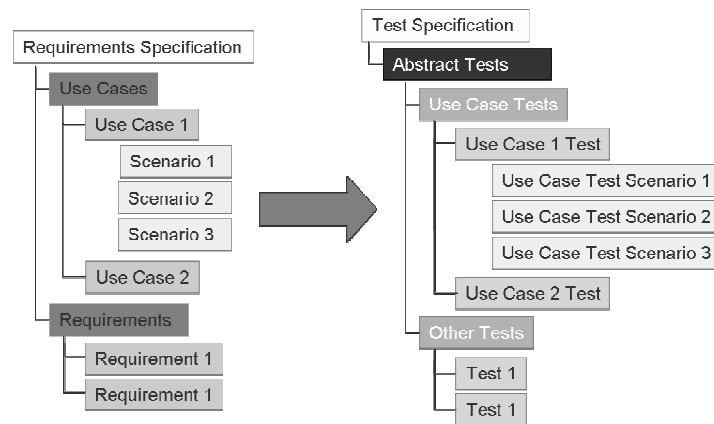 Requirements Specification
Use Cases
Use Case 1
Scenario 1
Scenario 2
Scenario 3
Use Case 2
Requirements
Requirement 1
Requirement 1
Test Specification
Abstract Tests
Use Case Tests
Use Case 1 Test
Use Case Test Scenario 1
Use Case Test Scenario 2
Use Case Test Scenario 3
Use Case 2 Test
Other Tests
Test 1
Test 1